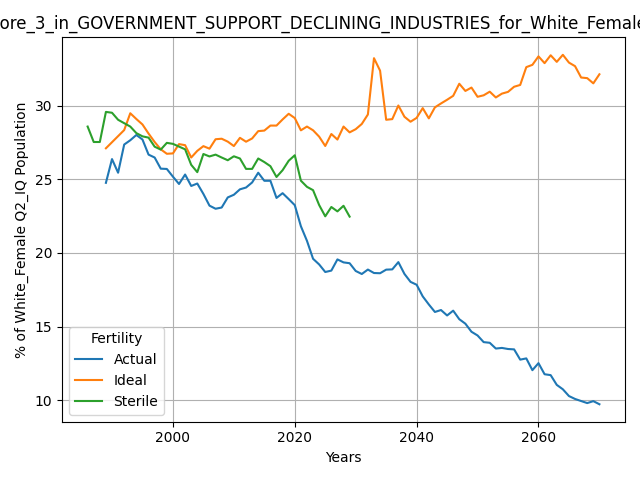 ore_3_in_GOVERNMENT_SUPPORT_DECLINING_INDUSTRIES_for_White_Female
% of White_Female Q2_IQ Population
30
25
20
15
10
Fertility
Actual
Ideal
Sterile
2000 2020 2040 2060
Years